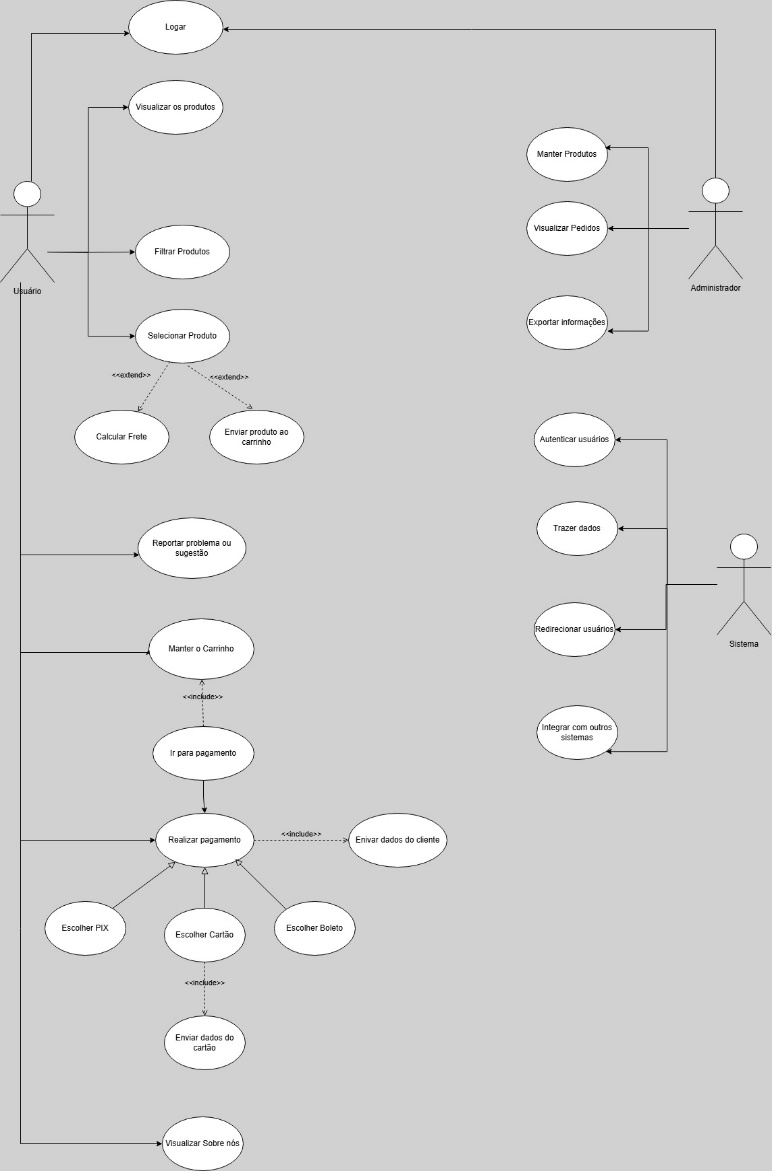 Logar
Visualizar os produtos
Manter Produtos
Visualizar Pedidos
Filtrar Produtos
Usuário
Administrador
Exportar informações
Selecionar Produto
<<extend>>
<<extend>>
Calcular Frete
Enviar produto ao
carrinho
Autenticar usuários
Trazer dados
Reportar problema ou
sugestão
Redirecionar usuários
Sistema
Manter o Carrinho
<<include>>
Integrar com outros
sistemas
Ir para pagamento
Realizar pagamento
<<include>>
Enivar dados do cliente
Escolher PIX
Escolher Cartão
Escolher Boleto
<<include>>
Enviar dados do
cartão
Visualizar Sobre nós